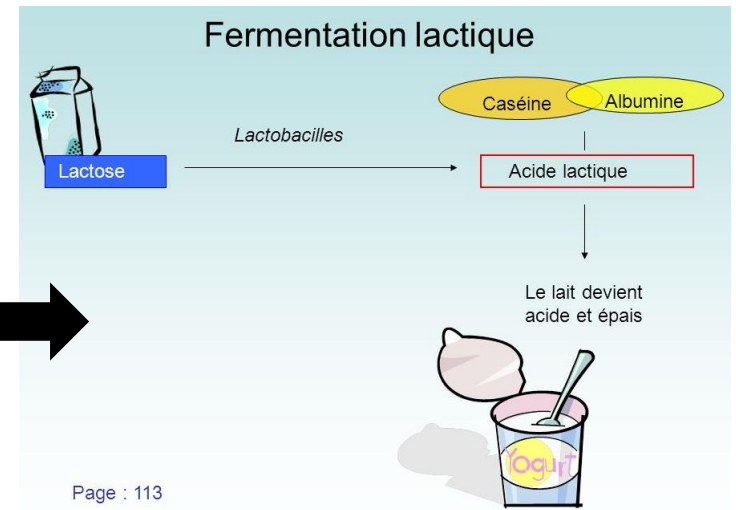 Fermentation lactique
Caséine
Albumine
Lactobacilles
Lactose
Acide lactique
Le lait devient
acide et épais
Yogurt
Page : 113